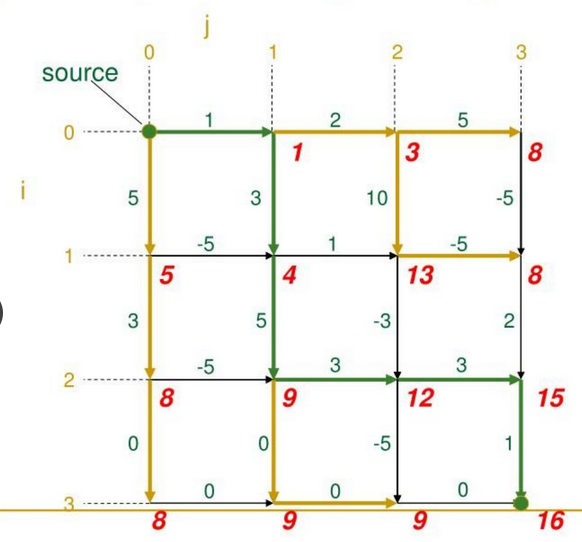 j
0 1 2 3
source
0 1 2 5
1 3 8
i
5 3 10 -5
1 -5 1 -5
5 4 13 8
3 5 -3 2
2 -5 3 3
8 9 12 15
0 0 -5 1
3 0 0 0
8 9 9 16